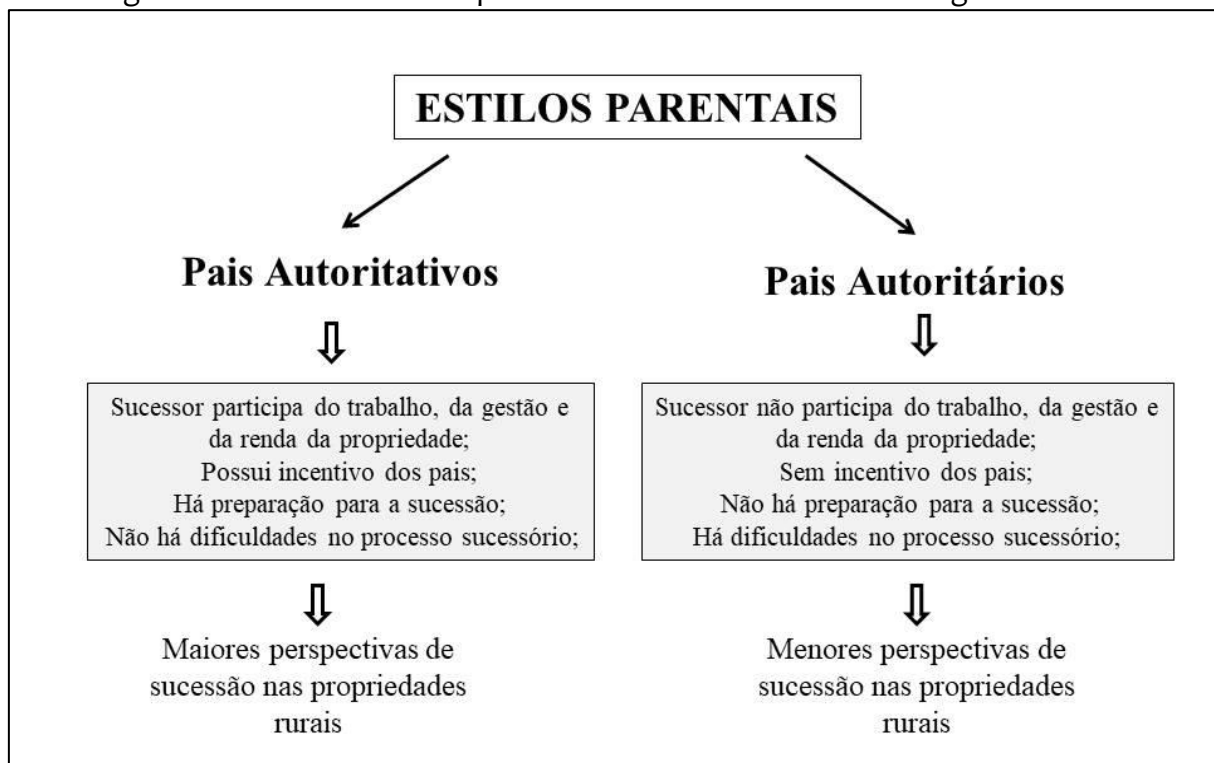 ESTILOS PARENTAIS
Pais Autoritativos
Sucessor participa do trabalho, da gestão e
da renda da propriedade;
Possui incentivo dos pais;
Há preparação para a sucessão;
Não há dificuldades no processo sucessório;
Maiores perspectivas de
sucessão nas propriedades
rurais
Pais Autoritários
Sucessor não participa do trabalho, da gestão e
da renda da propriedade;
Sem incentivo dos pais;
Não há preparação para a sucessão;
Há dificuldades no processo sucessório;
Menores perspectivas de
sucessão nas propriedades
rurais